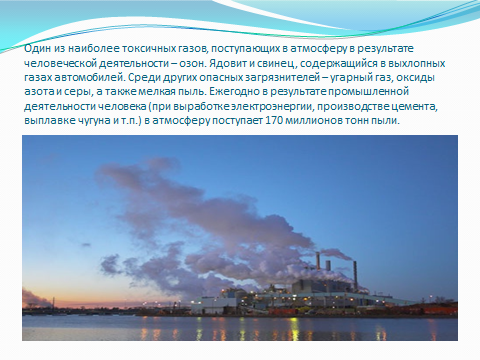 Один из наиболее токсичных газов, поступающих в атмосферу в результате
человеческой деятельности – озон. Ядовит и свинец, содержащийся в выхлопных
газах автомобилей. Среди других опасных загрязнителей – угарный газ, оксиды
азота и серы, а также мелкая пыль. Ежегодно в результате промышленной
деятельности человека (при выработке электроэнергии, производстве цемента,
выплавке чугуна и т.п.) в атмосферу поступает 170 миллионов тонн пыли.